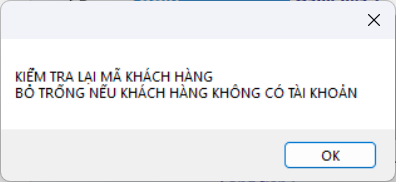 KIỂM TRA LẠI MÃ KHÁCH HÀNG
BỎ TRỐNG NẾU KHÁCH HÀNG KHÔNG CÓ TÀI KHOẢN
OK